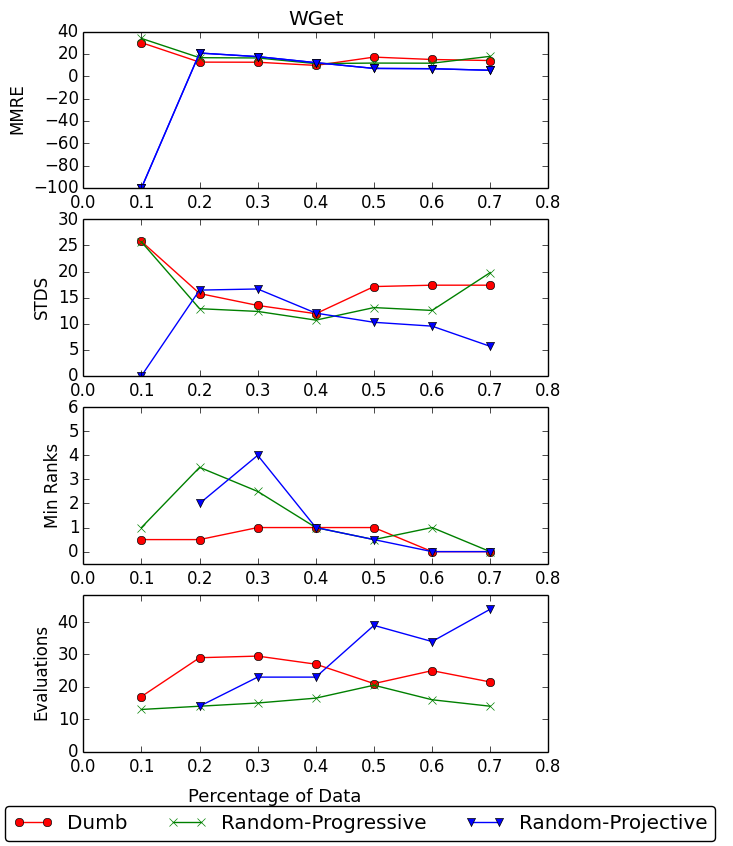 WGet
40
20
0
−20
−40
−60
−80
−100
MMRE
0.0 0.1 0.2 0.3 0.4 0.5 0.6 0.7 0.8
30
25
20
15
10
5
0
STDS
0.0 0.1 0.2 0.3 0.4 0.5 0.6 0.7 0.8
6
5
4
3
2
1
0
Min Ranks
0.0 0.1 0.2 0.3 0.4 0.5 0.6 0.7 0.8
40
30
20
10
0
Evaluations
0.0 0.1 0.2 0.3 0.4 0.5 0.6 0.7 0.8
Percentage of Data
Dumb Random-Progressive Random-Projective